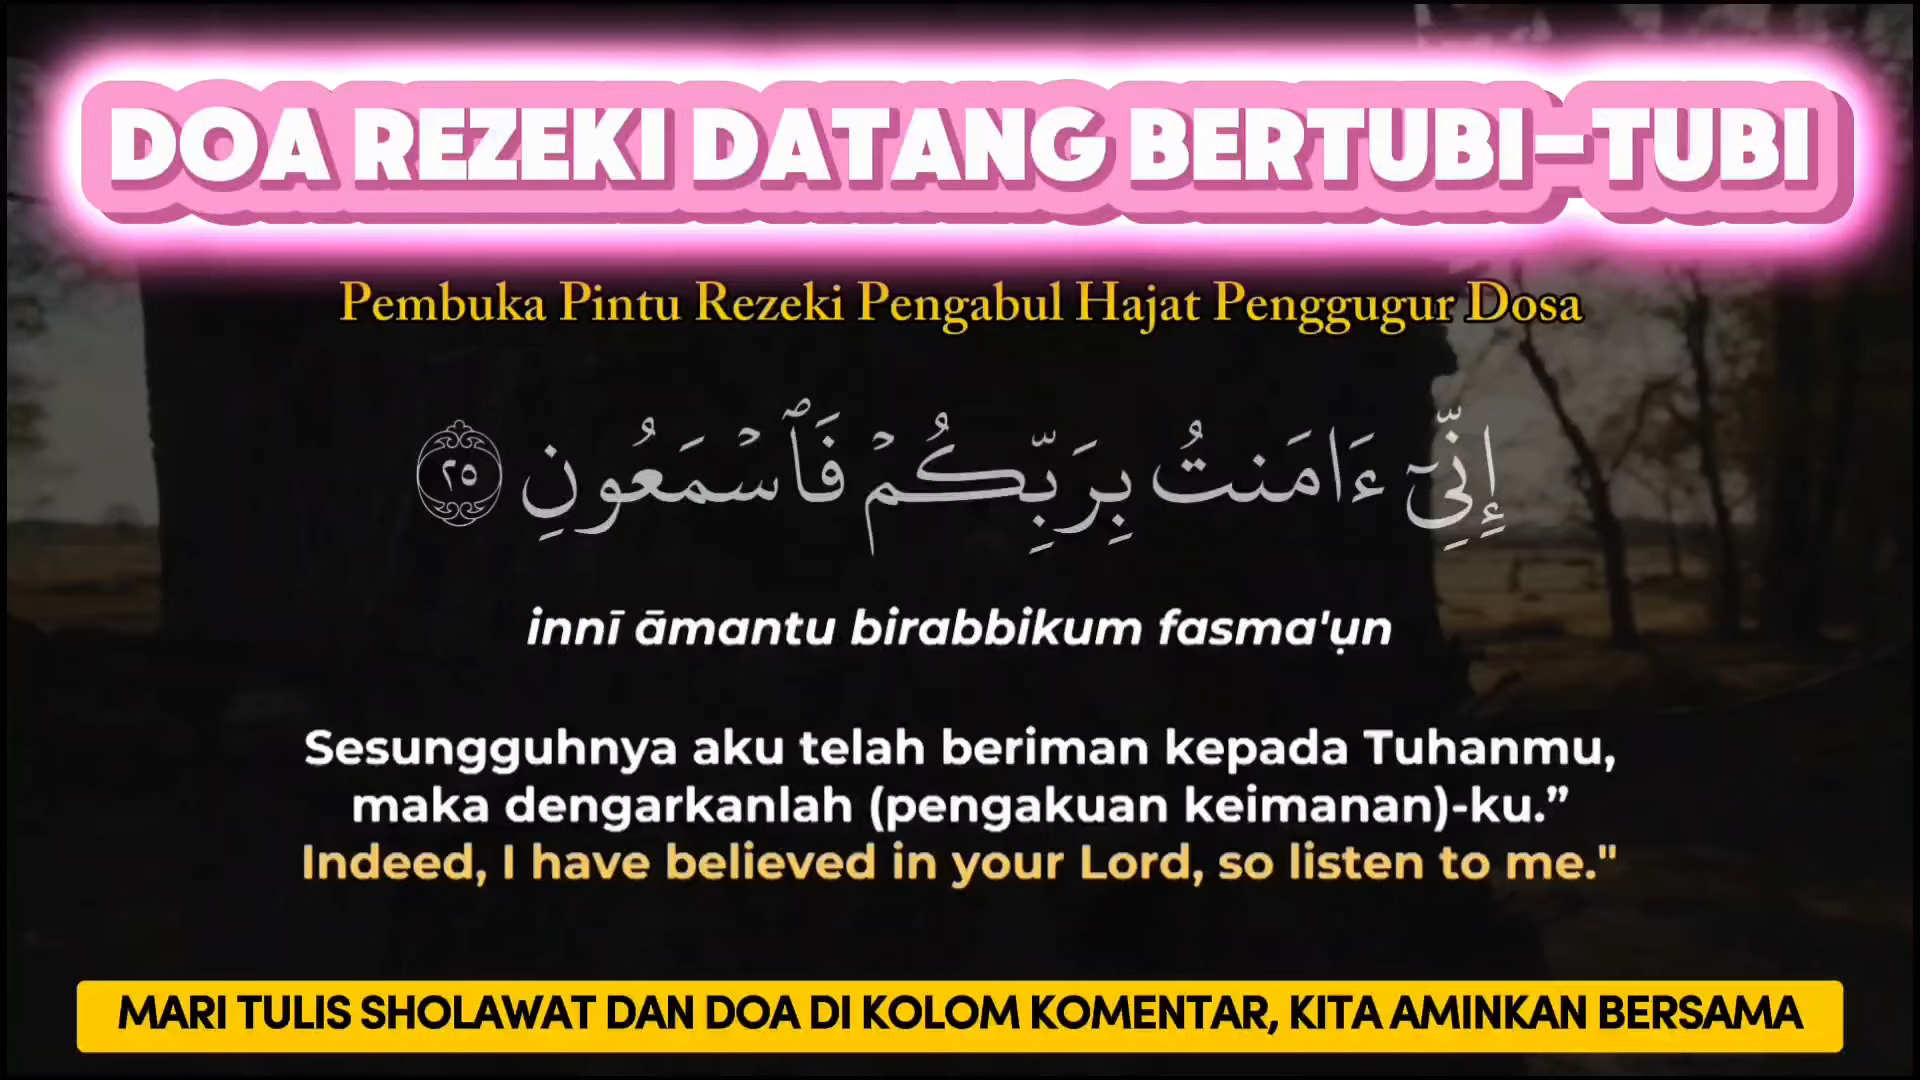 DOA REZEKI DATANG BERTUBI-TUBI
Pembuka Pintu Rezeki Pengabul Hajat Penggugur Dosa
إِنِّىٓ ءَامَنتُ بِرَبِّكُمْ فَٱسْمَعُونِ ٢٥
innī āmantu birabbikum fasma'ụn
Sesungguhnya aku telah beriman kepada Tuhanmu,
maka dengarkanlah (pengakuan keimanan)-ku.”
Indeed, I have believed in your Lord, so listen to me."
MARI TULIS SHOLAWAT DAN DOA DI KOLOM KOMENTAR, KITA AMINKAN BERSAMA